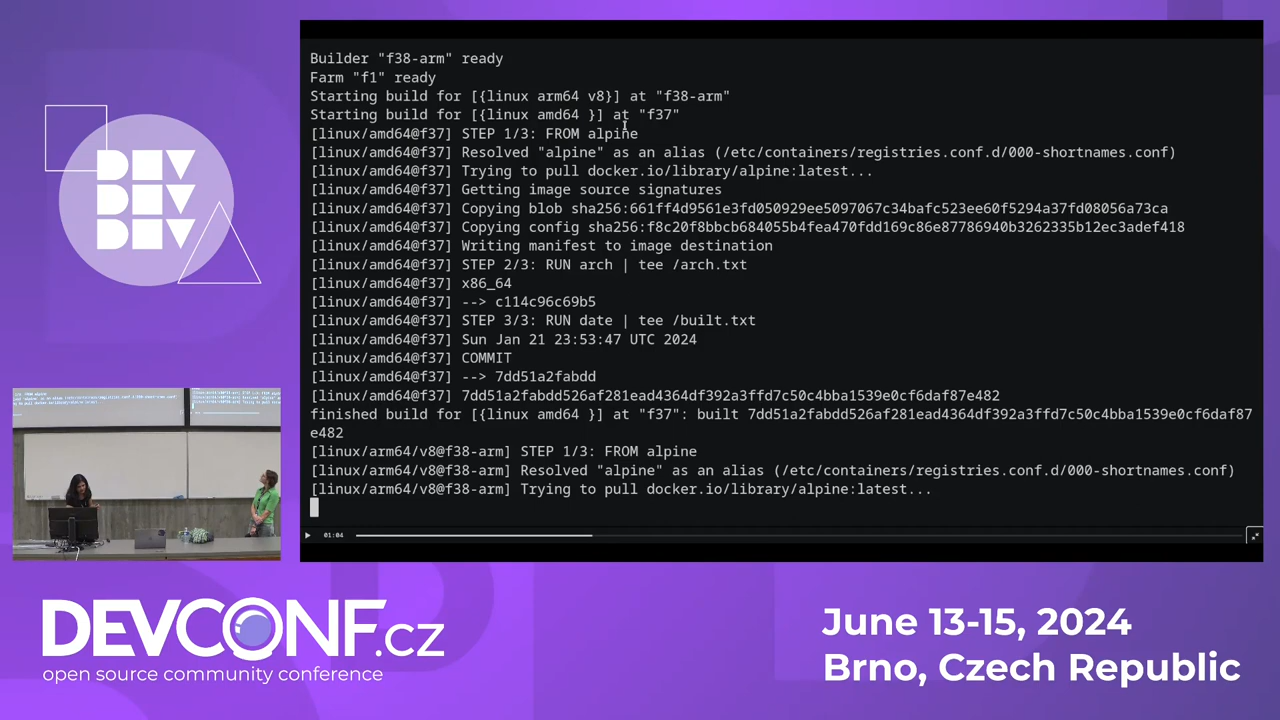 Builder "f38-arm" ready
Farm "f1" ready
Starting build for [{linux arm64 v8}] at "f38-arm"
Starting build for [{linux amd64 }] at "f37"
[linux/amd64@f37] STEP 1/3: FROM alpine
[linux/amd64@f37] Resolved "alpine" as an alias (/etc/containers/registries.conf.d/000-shortnames.conf)
[linux/amd64@f37] Trying to pull docker.io/library/alpine:latest...
[linux/amd64@f37] Getting image source signatures
[linux/amd64@f37] Copying blob sha256:661ff4d9561e3fd050929ee5097067c34bafc523ee60f5294a37fd08056a73ca
[linux/amd64@f37] Copying config sha256:f8c20f8bbcb684055b4fea470fdd169c86e87786940b3262335b12ec3adef418
[linux/amd64@f37] Writing manifest to image destination
[linux/amd64@f37] STEP 2/3: RUN arch | tee /arch.txt
[linux/amd64@f37] x86_64
[linux/amd64@f37] --> c114c96c69b5
[linux/amd64@f37] STEP 3/3: RUN date | tee /built.txt
[linux/amd64@f37] Sun Jan 21 23:53:47 UTC 2024
[linux/amd64@f37] COMMIT
[linux/amd64@f37] --> 7dd51a2fabdd
[linux/amd64@f37] 7dd51a2fabdd526af281ead4364df392a3ffd7c50c4bba1539e0cf6daf87e482
finished build for [{linux amd64 }] at "f37": built 7dd51a2fabdd526af281ead4364df392a3ffd7c50c4bba1539e0cf6daf87
e482
[linux/arm64/v8@f38-arm] STEP 1/3: FROM alpine
[linux/arm64/v8@f38-arm] Resolved "alpine" as an alias (/etc/containers/registries.conf.d/000-shortnames.conf)
[linux/arm64/v8@f38-arm] Trying to pull docker.io/library/alpine:latest...
01:04
DEV
DEV
DEV
DEVCONF.cz
open source community conference
June 13-15, 2024
Brno, Czech Republic